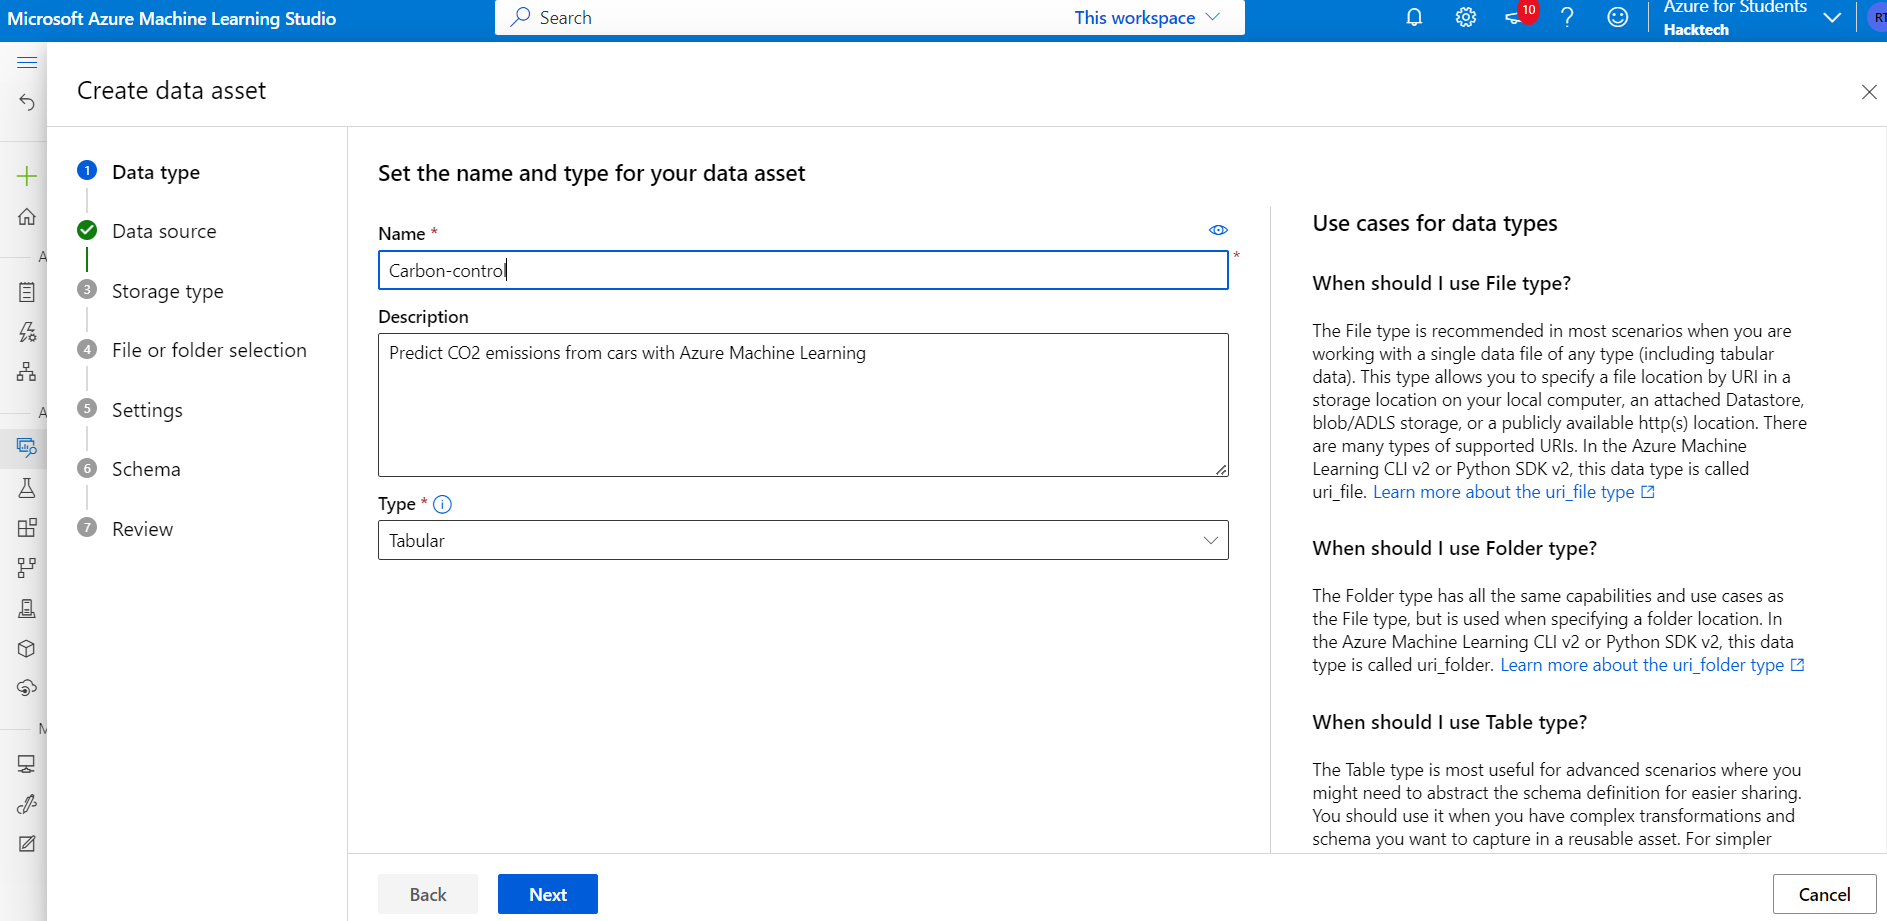 Microsoft Azure Machine Learning Studio
Search
This workspace
10
Azure for Students
Hacktech
RT
Create data asset
1 Data type
Data source
3 Storage type
4 File or folder selection
5 Settings
6 Schema
7 Review
A
A
M
Set the name and type for your data asset
Name *
*
Carbon-control
Description
Predict CO2 emissions from cars with Azure Machine Learning
Type * i
Tabular
Use cases for data types
When should I use File type?
The File type is recommended in most scenarios when you are
working with a single data file of any type (including tabular
data). This type allows you to specify a file location by URI in a
storage location on your local computer, an attached Datastore,
blob/ADLS storage, or a publicly available http(s) location. There
are many types of supported URIs. In the Azure Machine
Learning CLI v2 or Python SDK v2, this data type is called
uri_file. Learn more about the uri_file type
When should I use Folder type?
The Folder type has all the same capabilities and use cases as
the File type, but is used when specifying a folder location. In
the Azure Machine Learning CLI v2 or Python SDK v2, this data
type is called uri_folder. Learn more about the uri_folder type
When should I use Table type?
The Table type is most useful for advanced scenarios where you
might need to abstract the schema definition for easier sharing.
You should use it when you have complex transformations and
schema you want to capture in a reusable asset. For simpler
Back
Next
Cancel